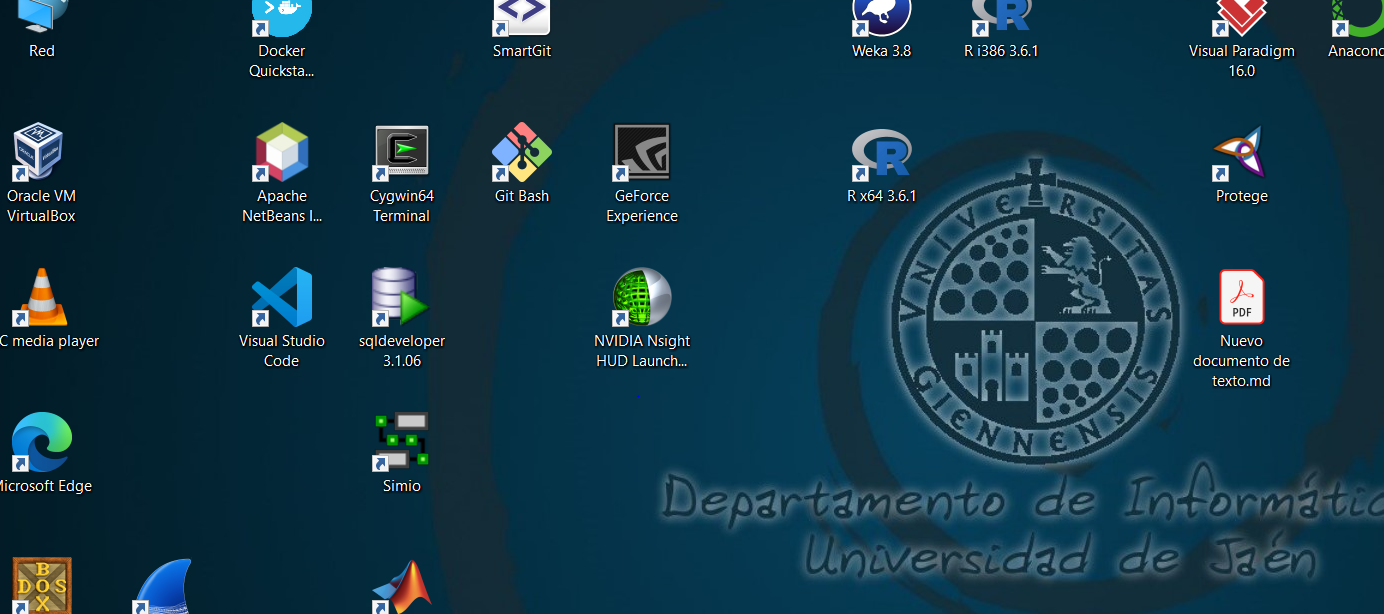 Red
Docker
Quicksta...
SmartGit
Weka 3.8
R i386 3.6.1
Visual Paradigm
16.0
Anacond
Oracle VM
VirtualBox
Apache
NetBeans I...
Cygwin64
Terminal
Git Bash
GeForce
Experience
R x64 3.6.1
Protege
C media player
Visual Studio
Code
sqldeveloper
3.1.06
NVIDIA Nsight
HUD Launch...
PDF
Nuevo
documento de
texto.md
Microsoft Edge
Simio
VNIVERSITAS
GIENNENSIS
Departamento de Informátic
Universidad de Jaén
DOS
BOX